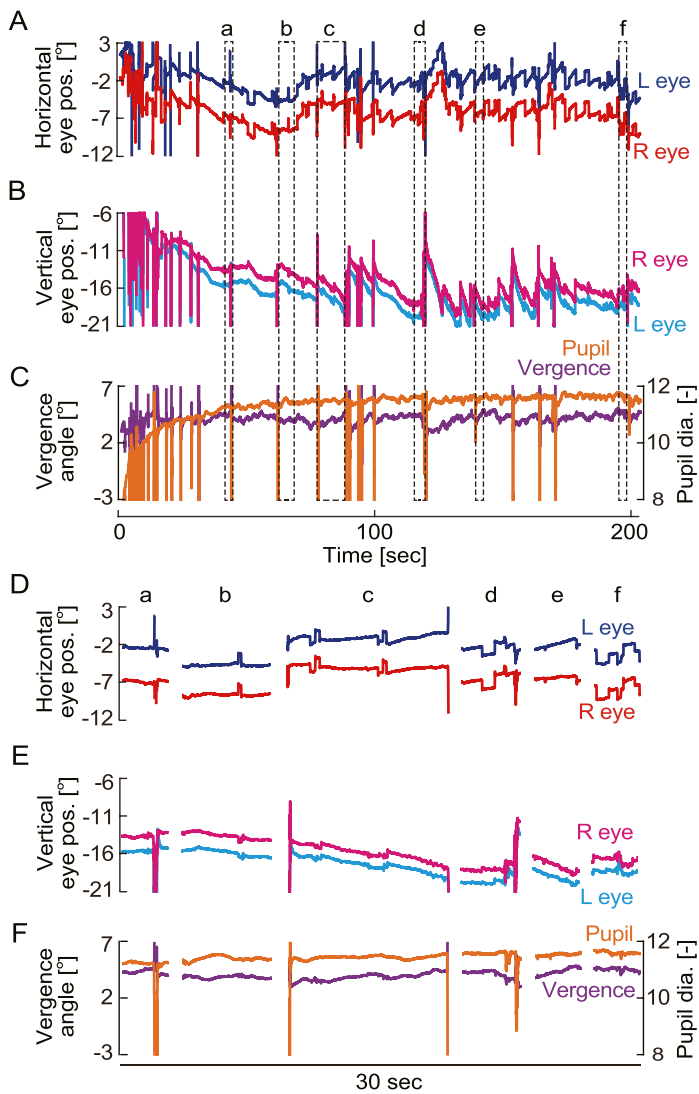 A
a b c d e f
Horizontal
eye pos. [°]
3
-2
-7
-12
L eye
R eye
B
Vertical
eye pos. [°]
-6
-11
-16
-21
R eye
L eye
Pupil
Vergence
C
Vergence
angle [°]
7
2
-3
12
10
8
Pupil dia. [-]
0 100 200
Time [sec]
D
a b c d e f
Horizontal
eye pos. [°]
3
-2
-7
-12
L eye
R eye
E
Vertical
eye pos. [°]
-6
-11
-16
-21
R eye
L eye
F
Vergence
angle [°]
7
2
-3
Pupil
Vergence
12
10
8
Pupil dia. [-]
30 sec